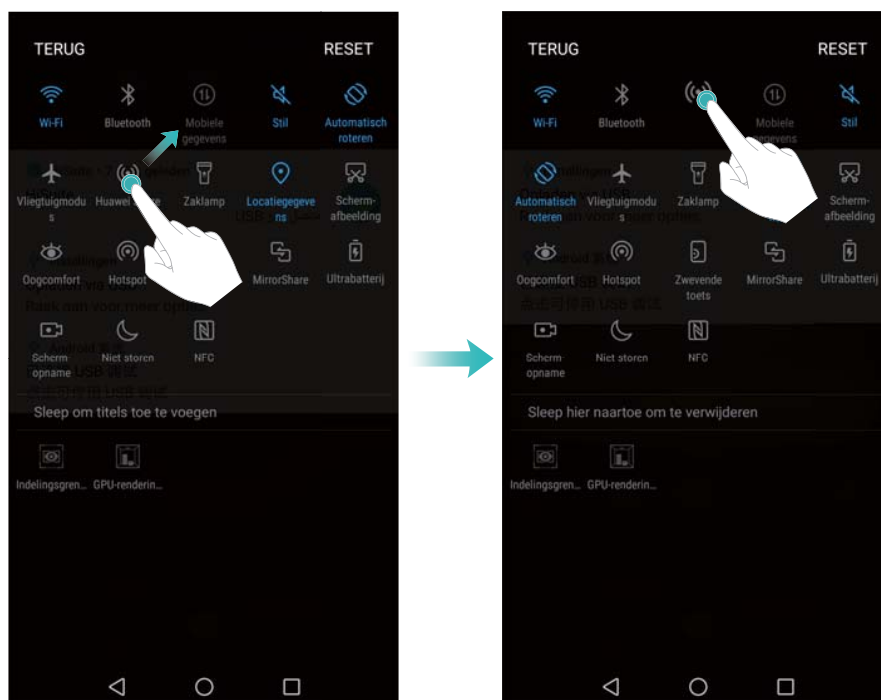 TERUG
RESET
Wi-Fi
Bluetooth
Mobiele
gegevens
Stil
Automatisch
roteren
Vliegtuigmodu
s
Huawei
Zaklamp
Locatiegegeve
ns
Scherm-
afbeelding
Oogcomfort
Hotspot
MirrorShare
Ultrabatterij
Scherm-
opname
Niet storen
NFC
Sleep om titels toe te voegen
Indelingsgren...
GPU-renderin...
TERUG
RESET
Wi-Fi
Bluetooth
Mobiele
gegevens
Stil
Automatisch
roteren
Vliegtuigmodu
s
Zaklamp
Scherm-
afbeelding
Oogcomfort
Hotspot
Zwevende
toets
MirrorShare
Ultrabatterij
Scherm-
opname
Niet storen
NFC
Sleep hier naartoe om te verwijderen
Indelingsgren...
GPU-renderin...